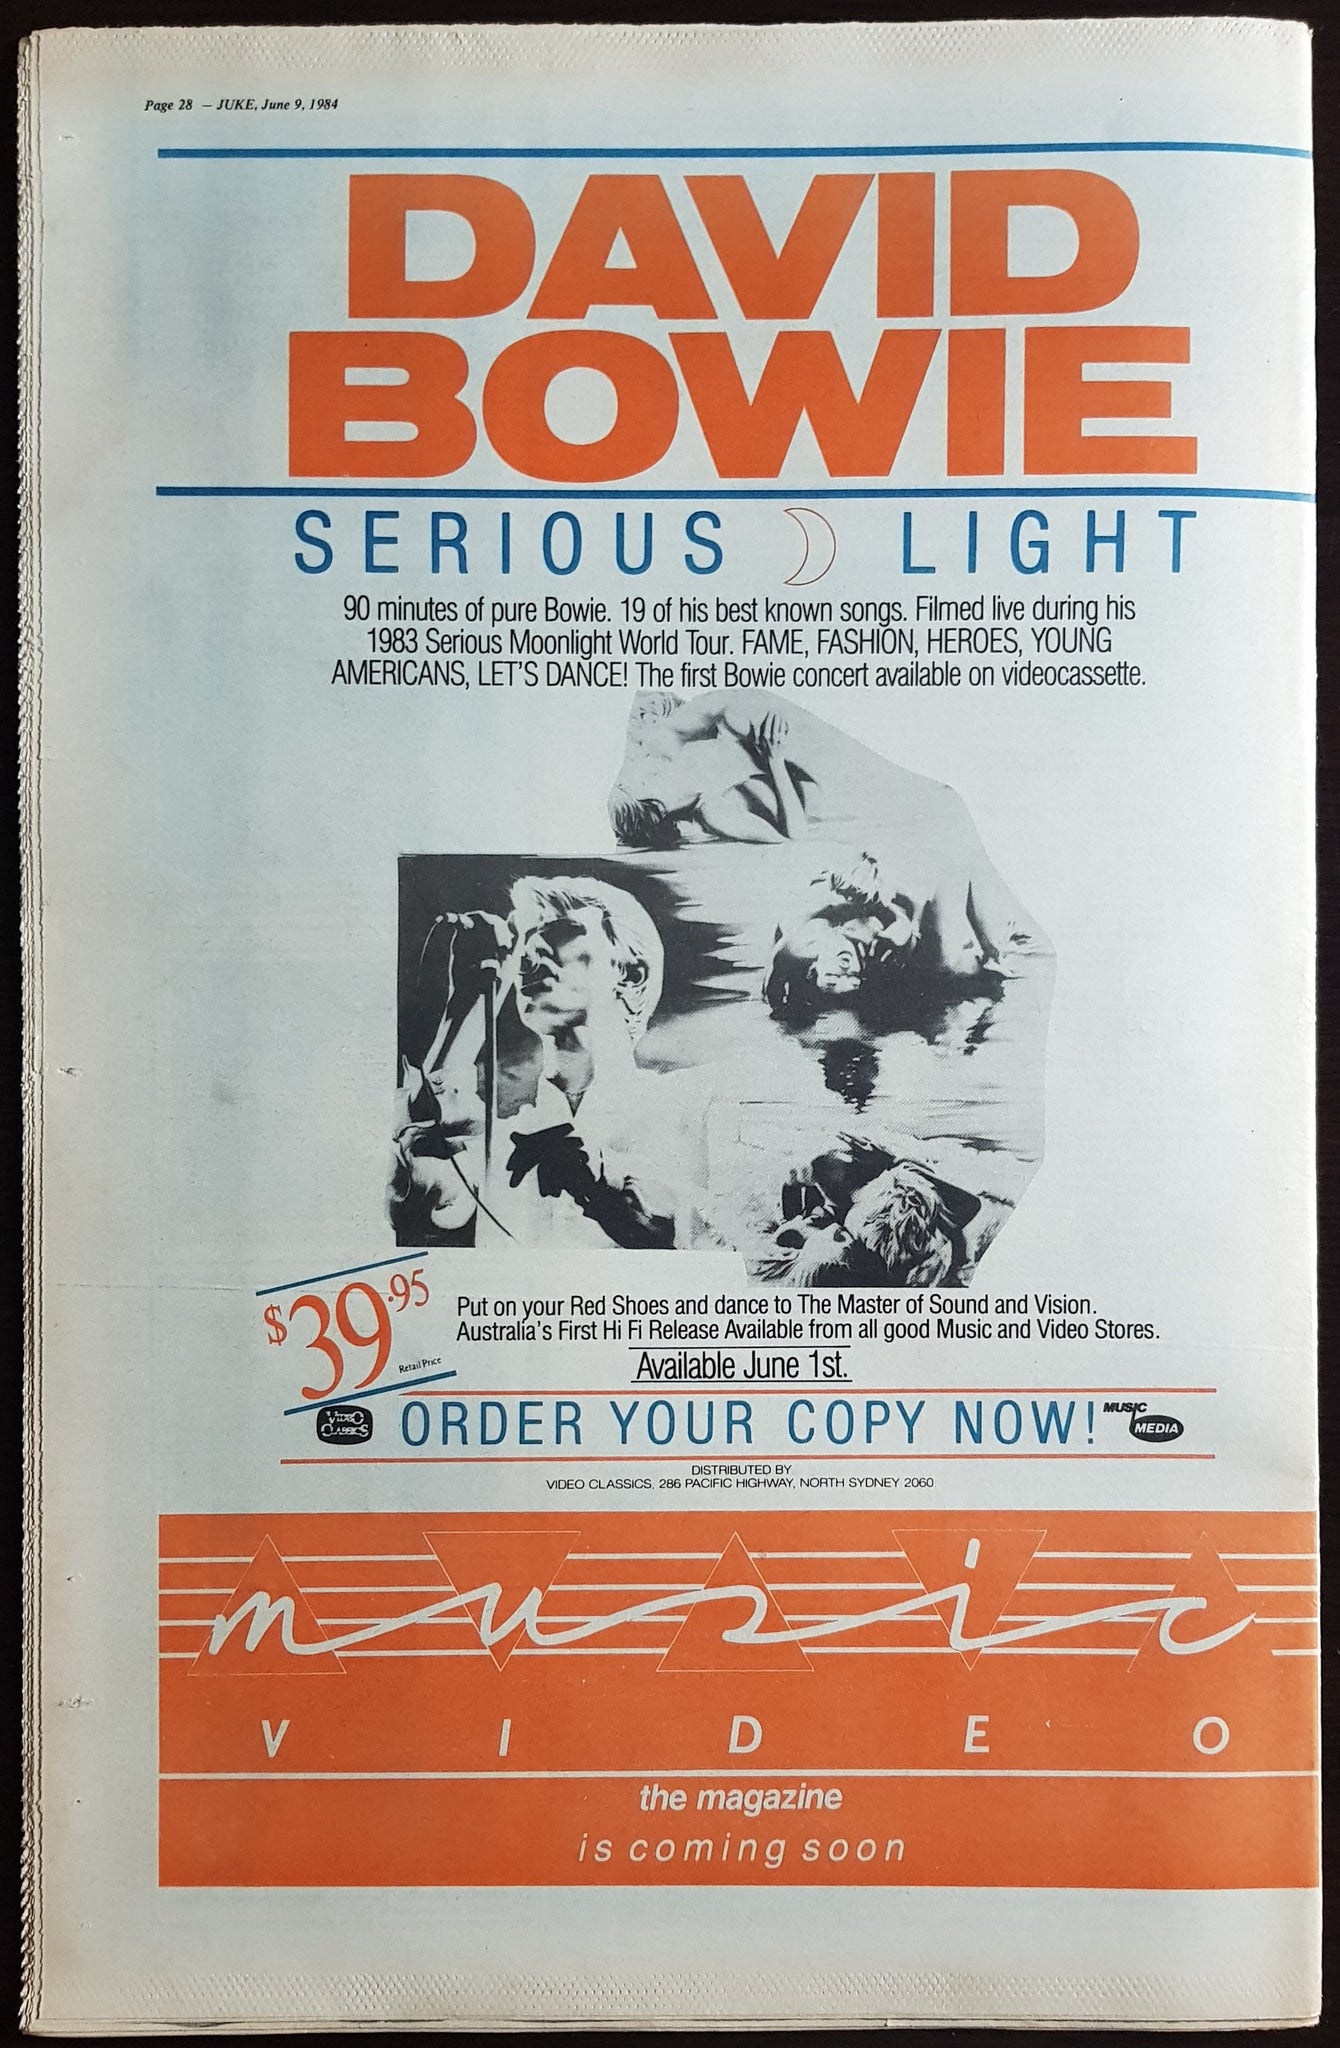 Page 28 — JUKE, June 9, 1984
DAVID
BOWIE
SERIOUS LIGHT
90 minutes of pure Bowie. 19 of his best known songs. Filmed live during his
1983 Serious Moonlight World Tour. FAME, FASHION, HEROES, YOUNG
AMERICANS, LET'S DANCE! The first Bowie concert available on videocassette.
$39.95
Retail Price
Put on your Red Shoes and dance to The Master of Sound and Vision.
Australia's First Hi Fi Release Available from all good Music and Video Stores.
Available June 1st.
VIDEO
CLASSICS
ORDER YOUR COPY NOW!
MUSIC
MEDIA
DISTRIBUTED BY
VIDEO CLASSICS, 286 PACIFIC HIGHWAY, NORTH SYDNEY 2060
music
VIDEO
the magazine
is coming soon